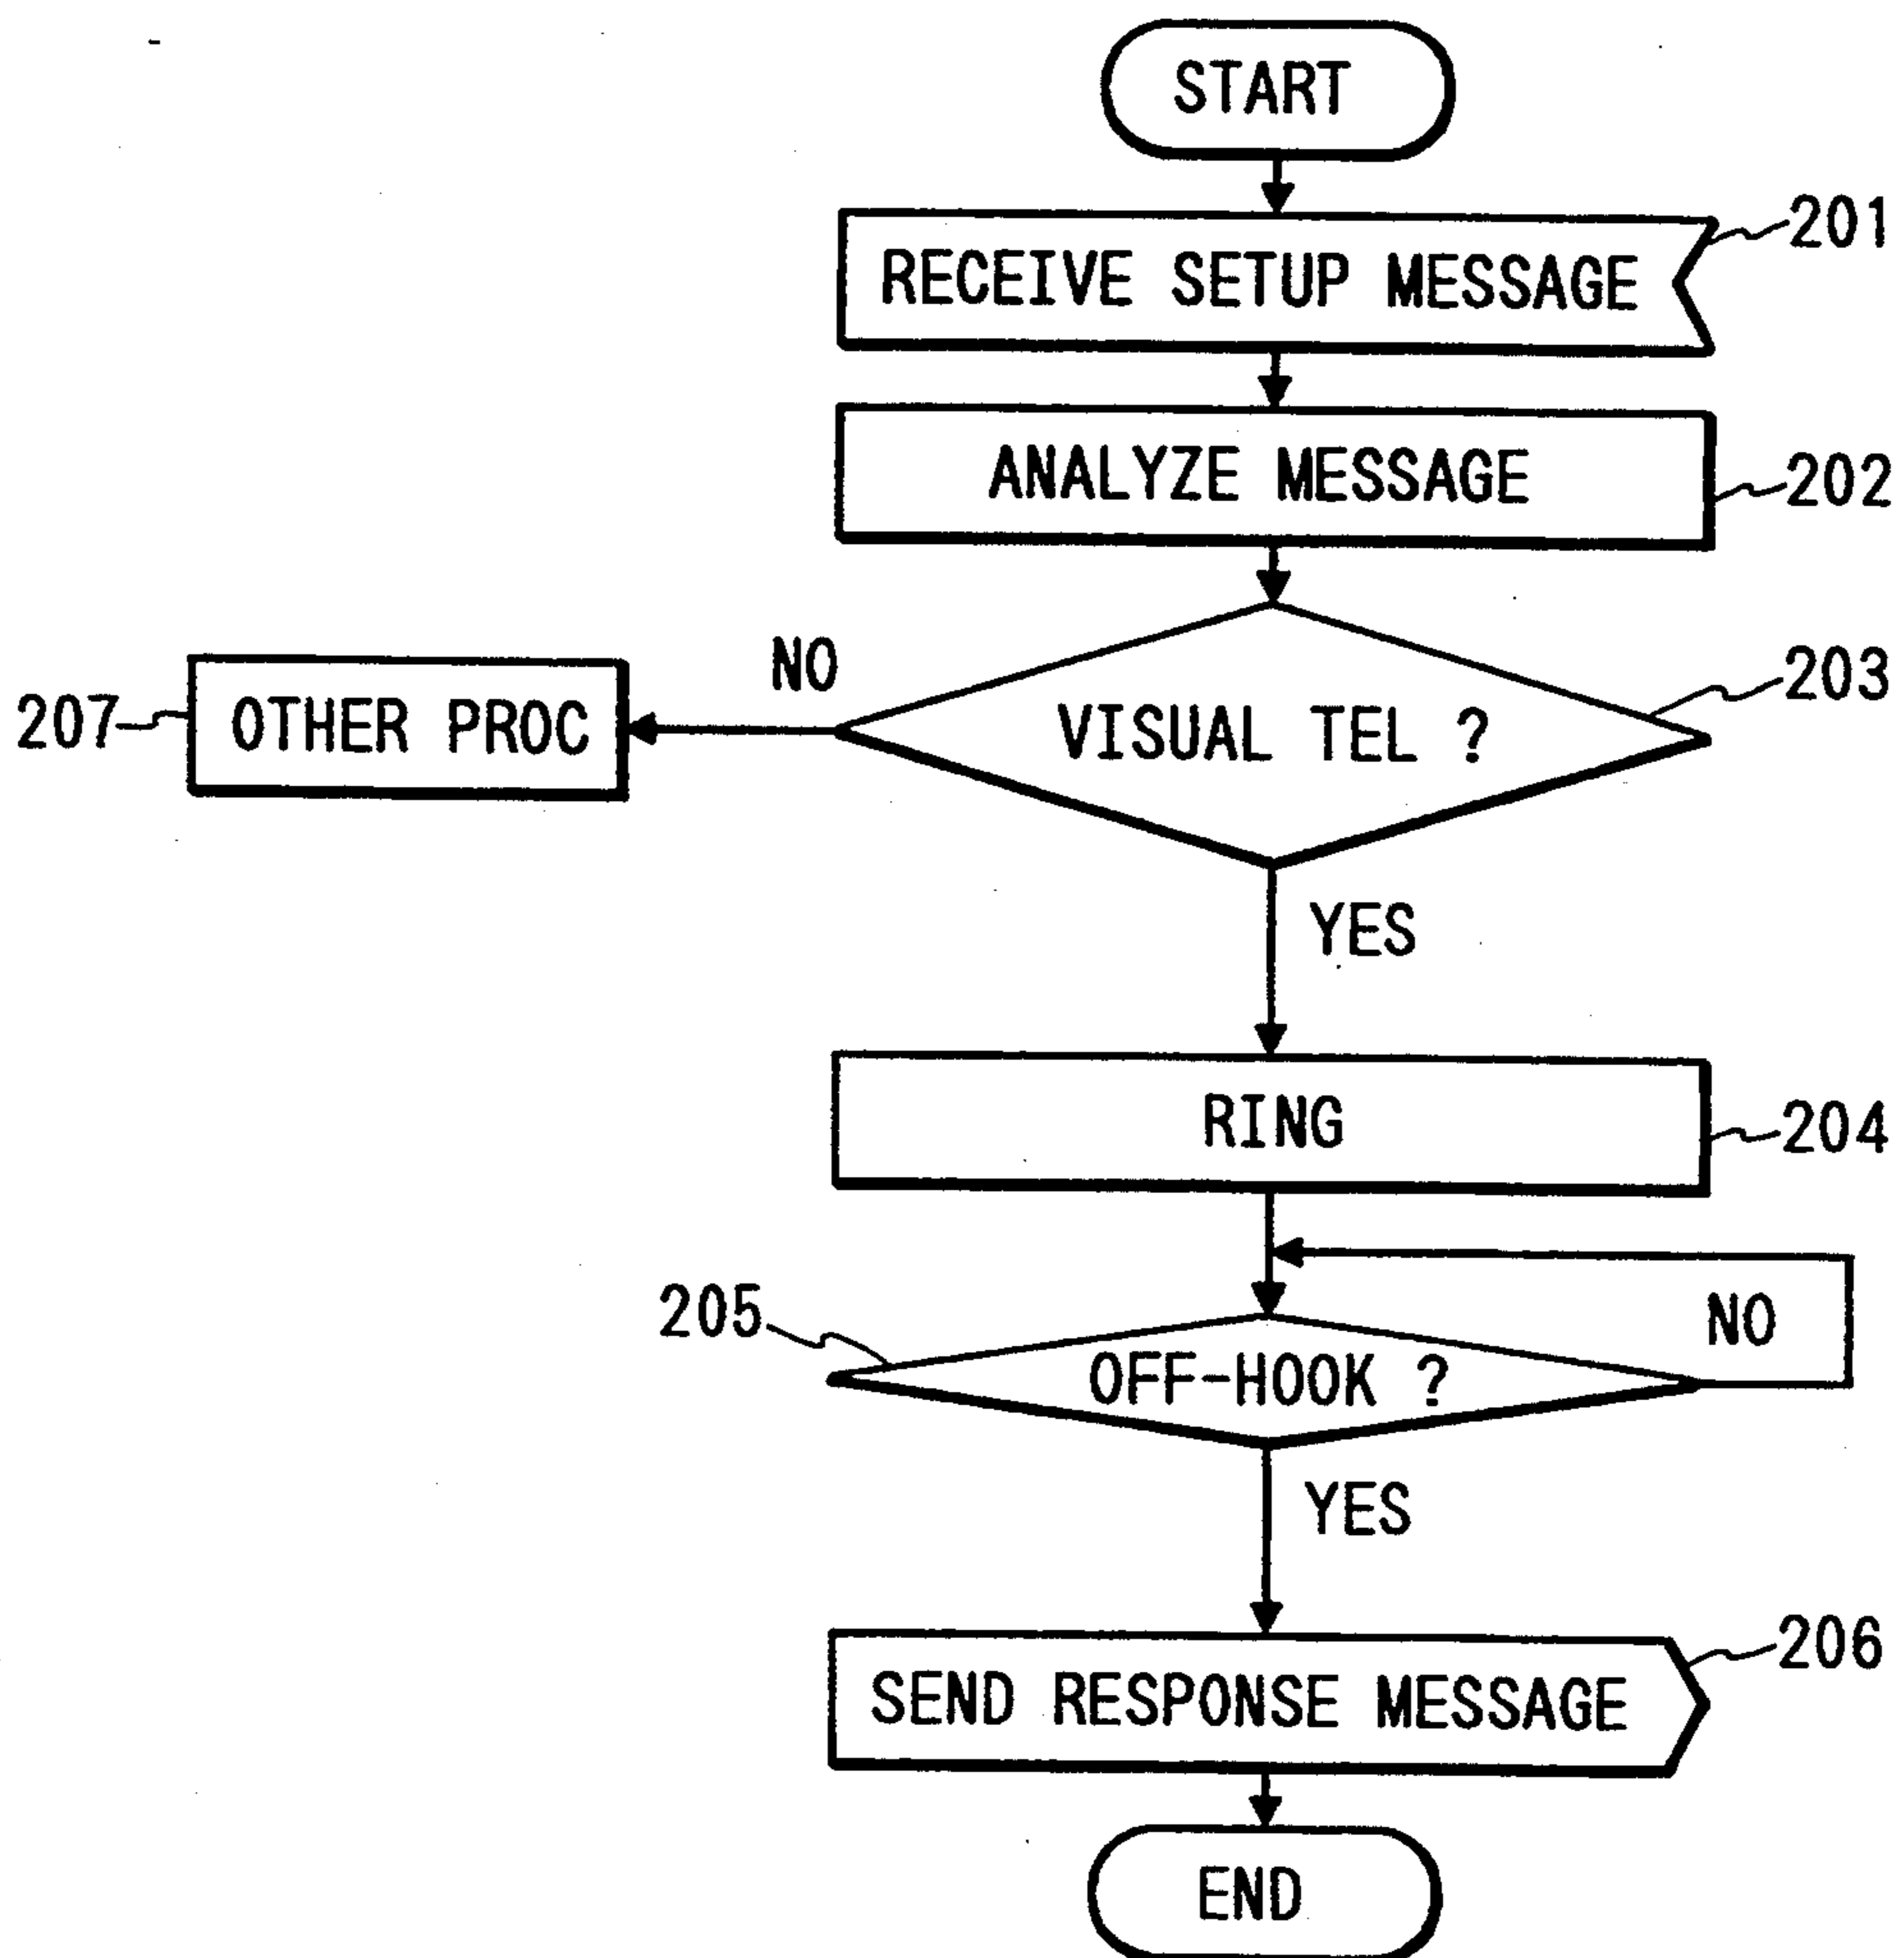 START
RECEIVE SETUP MESSAGE
201
ANALYZE MESSAGE
202
NO
203
207
OTHER PROC
VISUAL TEL ?
YES
RING
204
205
NO
OFF-HOOK ?
YES
206
SEND RESPONSE MESSAGE
END